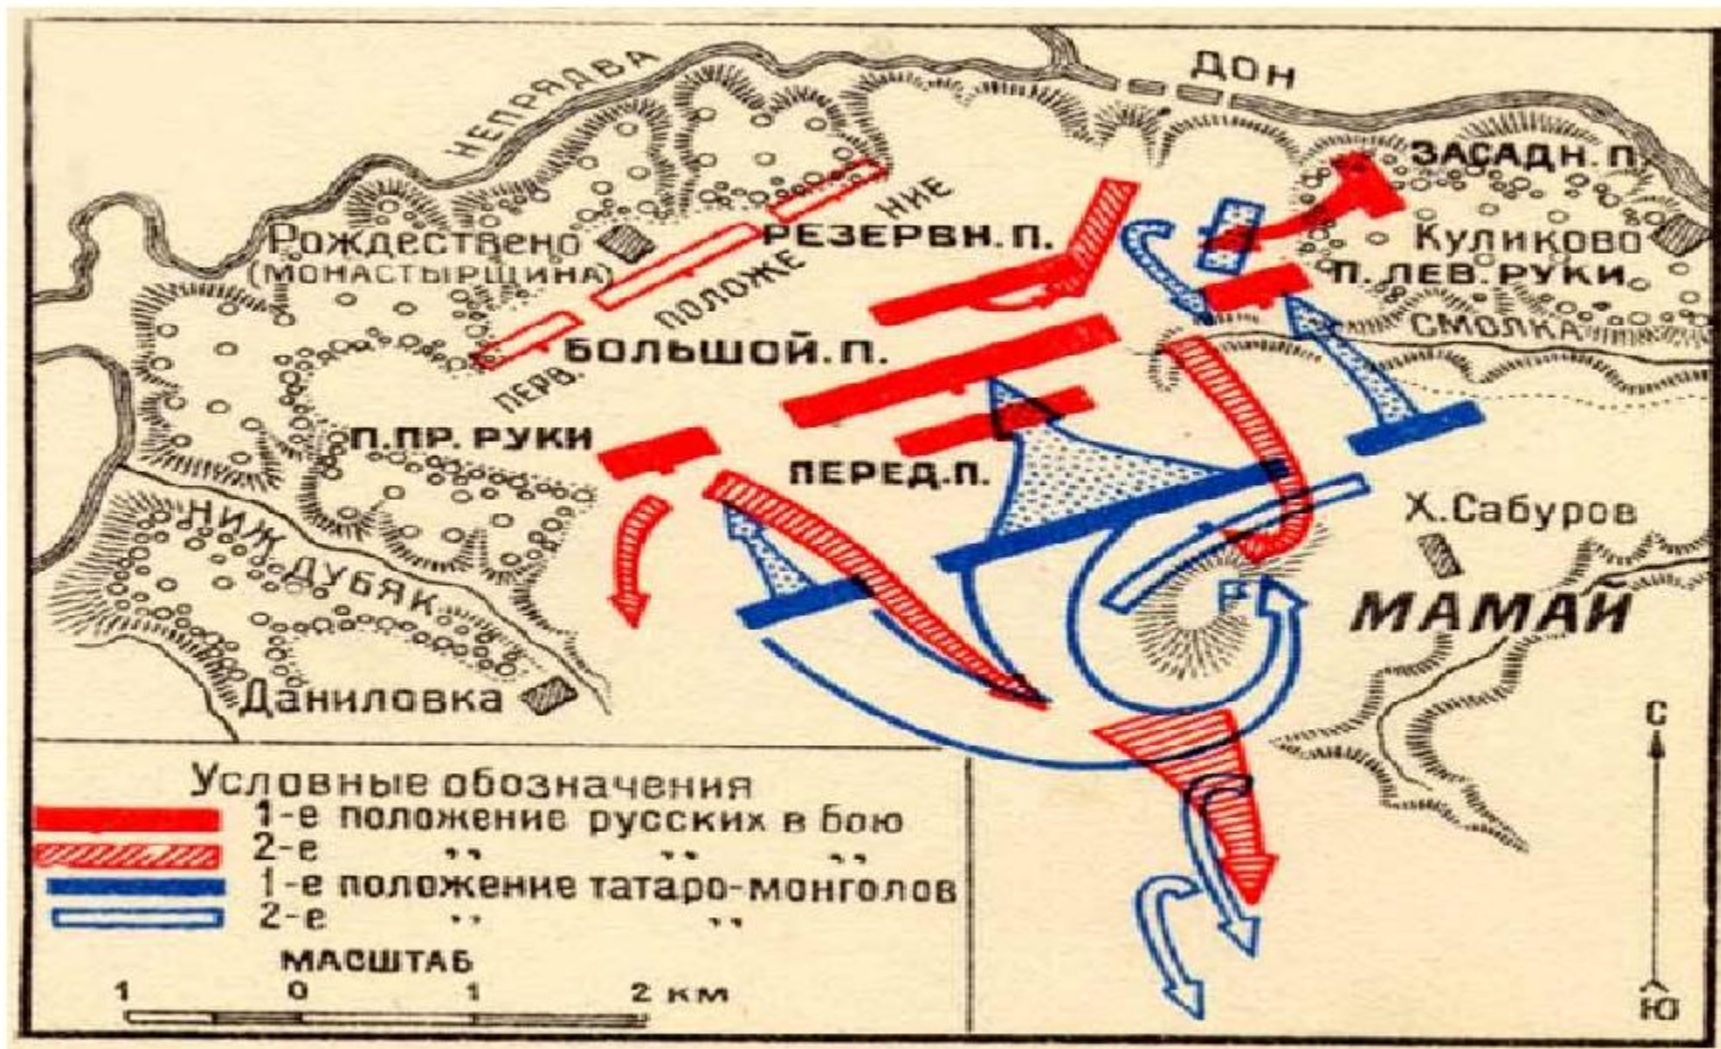 НЕПРЯДВА
ДОН
ЗАСАДН. П.
Рождествено
(МОНАСТЫРЩИНА)
РЕЗЕРВН. П.
Куликово
П. ЛЕВ. РУКИ
СМОЛКА
ПЕРВ. ПОЛОЖЕ НИЕ
БОЛЬШОЙ. П.
П. ПР. РУКИ
ПЕРЕД. П.
Х. Сабуров
НИЖ ДУБЯК
МАМАЙ
Даниловка
С
Ю
Условные обозначения
1-е положение русских в бою
2-е ,, ,, ,,
1-е положение татаро-монголов
2-е ,, ,,
МАСШТАБ
1 0 1 2 км